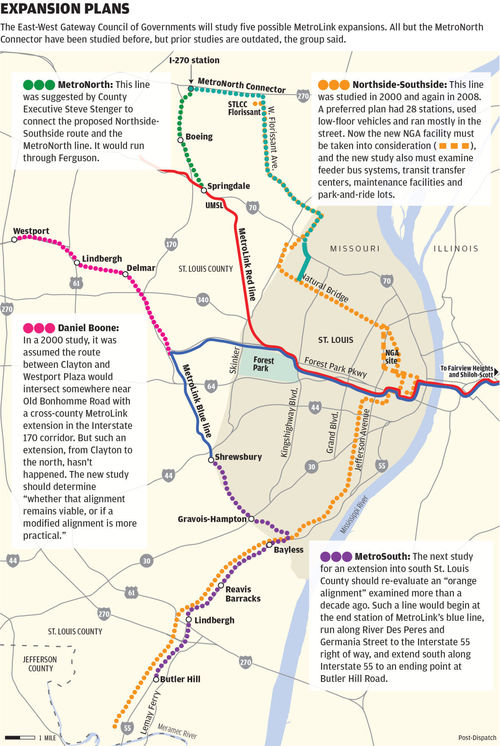 EXPANSION PLANS
The East-West Gateway Council of Governments will study five possible MetroLink expansions. All but the MetroNorth
Connector have been studied before, but prior studies are outdated, the group said.
I-270 station
MetroNorth: This line
was suggested by County
Executive Steve Stenger to
connect the proposed Northside-
Southside route and the
MetroNorth line. It would run
through Ferguson.
MetroNorth Connector
270
STLCC
Florissant
W. Florissant Ave.
Northside-Southside: This line
was studied in 2000 and again in 2008.
A preferred plan had 28 stations, used
low-floor vehicles and ran mostly in the
street. Now the new NGA facility must
be taken into consideration ( ),
and the new study also must examine
feeder bus systems, transit transfer
centers, maintenance facilities and
park-and-ride lots.
Boeing
Springdale
UMSL
70
Westport
170
MetroLink Red line
MISSOURI
ILLINOIS
Lindbergh
Delmar
ST. LOUIS COUNTY
61
270
340
Natural Bridge
70
Daniel Boone:
In a 2000 study, it was
assumed the route
between Clayton and
Westport Plaza would
intersect somewhere near
Old Bonhomme Road with
a cross-county MetroLink
extension in the Interstate
170 corridor. But such an
extension, from Clayton to
the north, hasn't
happened. The new study
should determine
"whether that alignment
remains viable, or if a
modified alignment is more
practical."
ST. LOUIS
NGA
site
Skinker
Forest
Park
Forest Park Pkwy
To Fairview Heights
and Shiloh-Scott
MetroLink Blue line
64
Kingshighway Blvd.
44
Grand Blvd.
Jefferson Avenue
Shrewsbury
44
30
55
Mississippi River
Gravois-Hampton
Bayless
44
30
61
270
Reavis
Barracks
Lindbergh
ST. LOUIS COUNTY
JEFFERSON
COUNTY
270
Butler Hill
Lemay Ferry
55
Meramec River
MetroSouth: The next study
for an extension into south St. Louis
County should re-evaluate an "orange
alignment" examined more than a
decade ago. Such a line would begin at
the end station of MetroLink's blue line,
run along River Des Peres and
Germania Street to the Interstate 55
right of way, and extend south along
Interstate 55 to an ending point at
Butler Hill Road.
1 MILE
Post-Dispatch